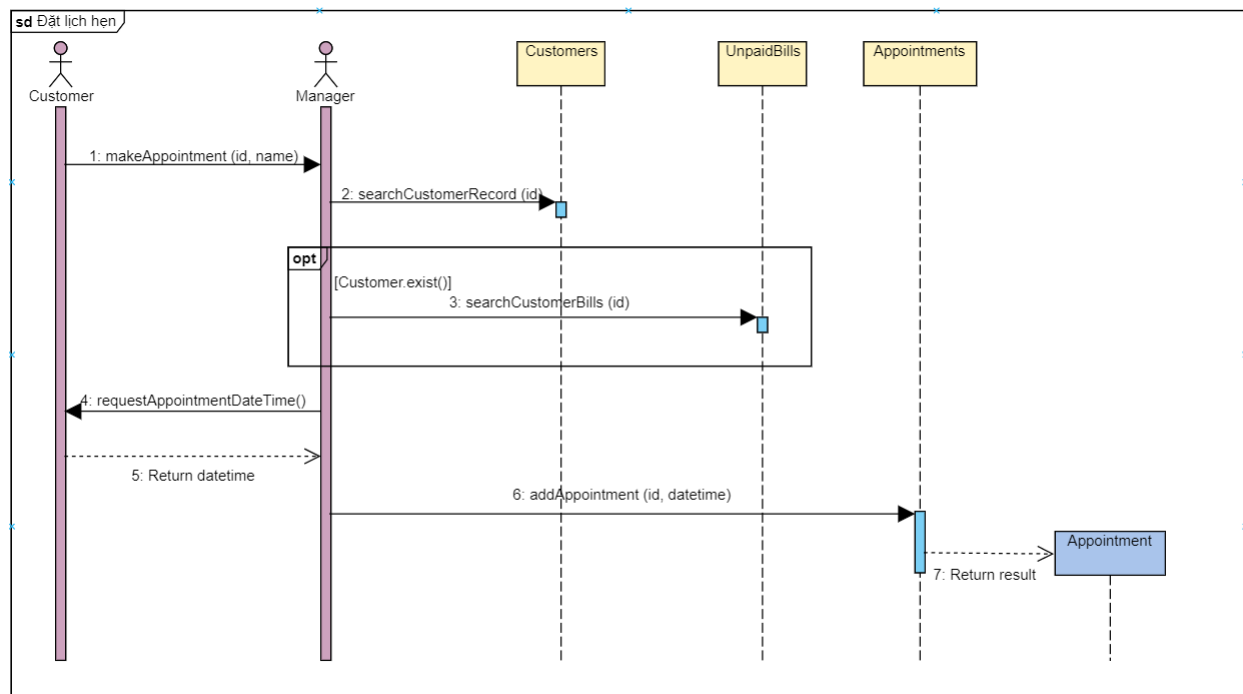 sd Đặt lịch hẹn
Customer
Manager
Customers
UnpaidBills
Appointments
1: makeAppointment (id, name)
2: searchCustomerRecord (id)
opt
[Customer.exist()]
3: searchCustomerBills (id)
4: requestAppointmentDateTime()
5: Return datetime
6: addAppointment (id, datetime)
Appointment
7: Return result